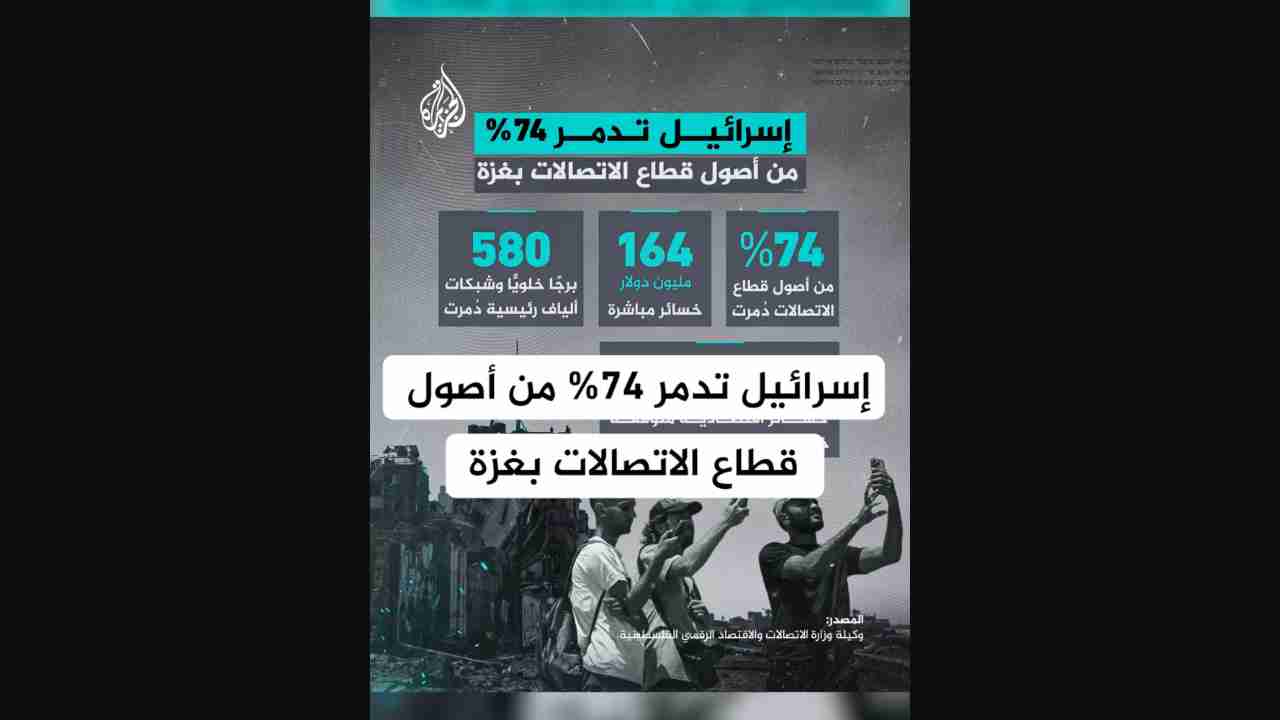 الجزيرة
إسرائيـل تـدمـر 74%
من أصول قطاع الاتصالات بغزة
%74
من أصول قطاع
الاتصالات دُمرت
164
مليون دولار
خسائر مباشرة
580
برجًا خلويًّا وشبكات
ألياف رئيسية دُمرت
إسرائيل تدمر 74% من أصول
قطاع الاتصالات بغزة
المصدر:
وكيلة وزارة الاتصالات والاقتصاد الرقمي الفلسطينية